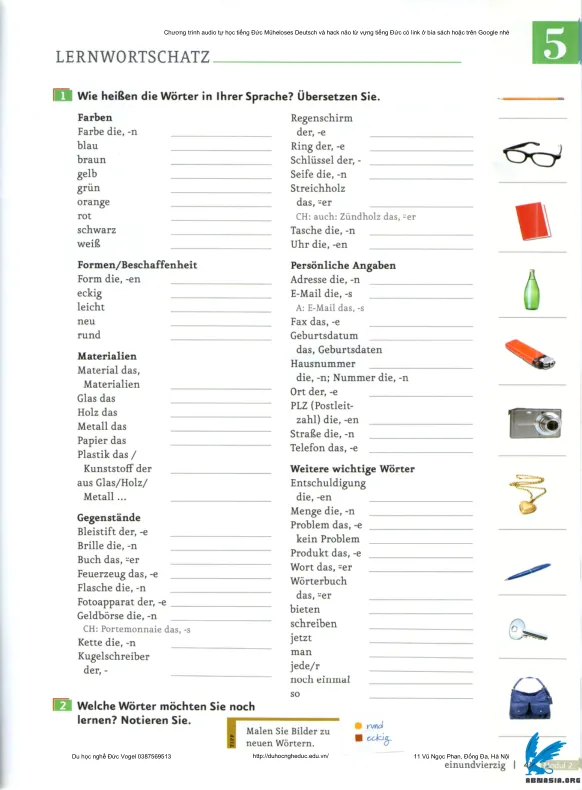 Chương trình audio tự học tiếng Đức Müheloses Deutsch và hack não từ vựng tiếng Đức có link ở bìa sách hoặc trên Google nhé
5
LERNWORTSCHATZ
1 Wie heißen die Wörter in Ihrer Sprache? Übersetzen Sie.
Farben
Farbe die, -n
blau
braun
gelb
grün
orange
rot
schwarz
weiß
Formen/Beschaffenheit
Form die, -en
eckig
leicht
neu
rund
Materialien
Material das,
Materialien
Glas das
Holz das
Metall das
Papier das
Plastik das /
Kunststoff der
aus Glas/Holz/
Metall ...
Gegenstände
Bleistift der, -e
Brille die, -n
Buch das, ¨er
Feuerzeug das, -e
Flasche die, -n
Fotoapparat der, -e
Geldbörse die, -n
CH: Portemonnaie das, -s
Kette die, -n
Kugelschreiber
der, -
Regenschirm
der, -e
Ring der, -e
Schlüssel der, -
Seife die, -n
Streichholz
das, ¨er
CH: auch: Zündholz das, ¨er
Tasche die, -n
Uhr die, -en
Persönliche Angaben
Adresse die, -n
E-Mail die, -s
A: E-Mail das, -s
Fax das, -e
Geburtsdatum
das, Geburtsdaten
Hausnummer
die, -n; Nummer die, -n
Ort der, -e
PLZ (Postleit-
zahl) die, -en
Straße die, -n
Telefon das, -e
Weitere wichtige Wörter
Entschuldigung
die, -en
Menge die, -n
Problem das, -e
kein Problem
Produkt das, -e
Wort das, ¨er
Wörterbuch
das, ¨er
bieten
schreiben
jetzt
man
jede/r
noch einmal
so
2 Welche Wörter möchten Sie noch
lernen? Notieren Sie.
TIPP
Malen Sie Bilder zu
neuen Wörtern.
rund
eckig
Du học nghề Đức Vogel 0387569513
http://duhocngheduc.edu.vn/
11 Vũ Ngọc Phan, Đống Đa, Hà Nội
einundvierzig
Modul 2
ABMASIA.ORG